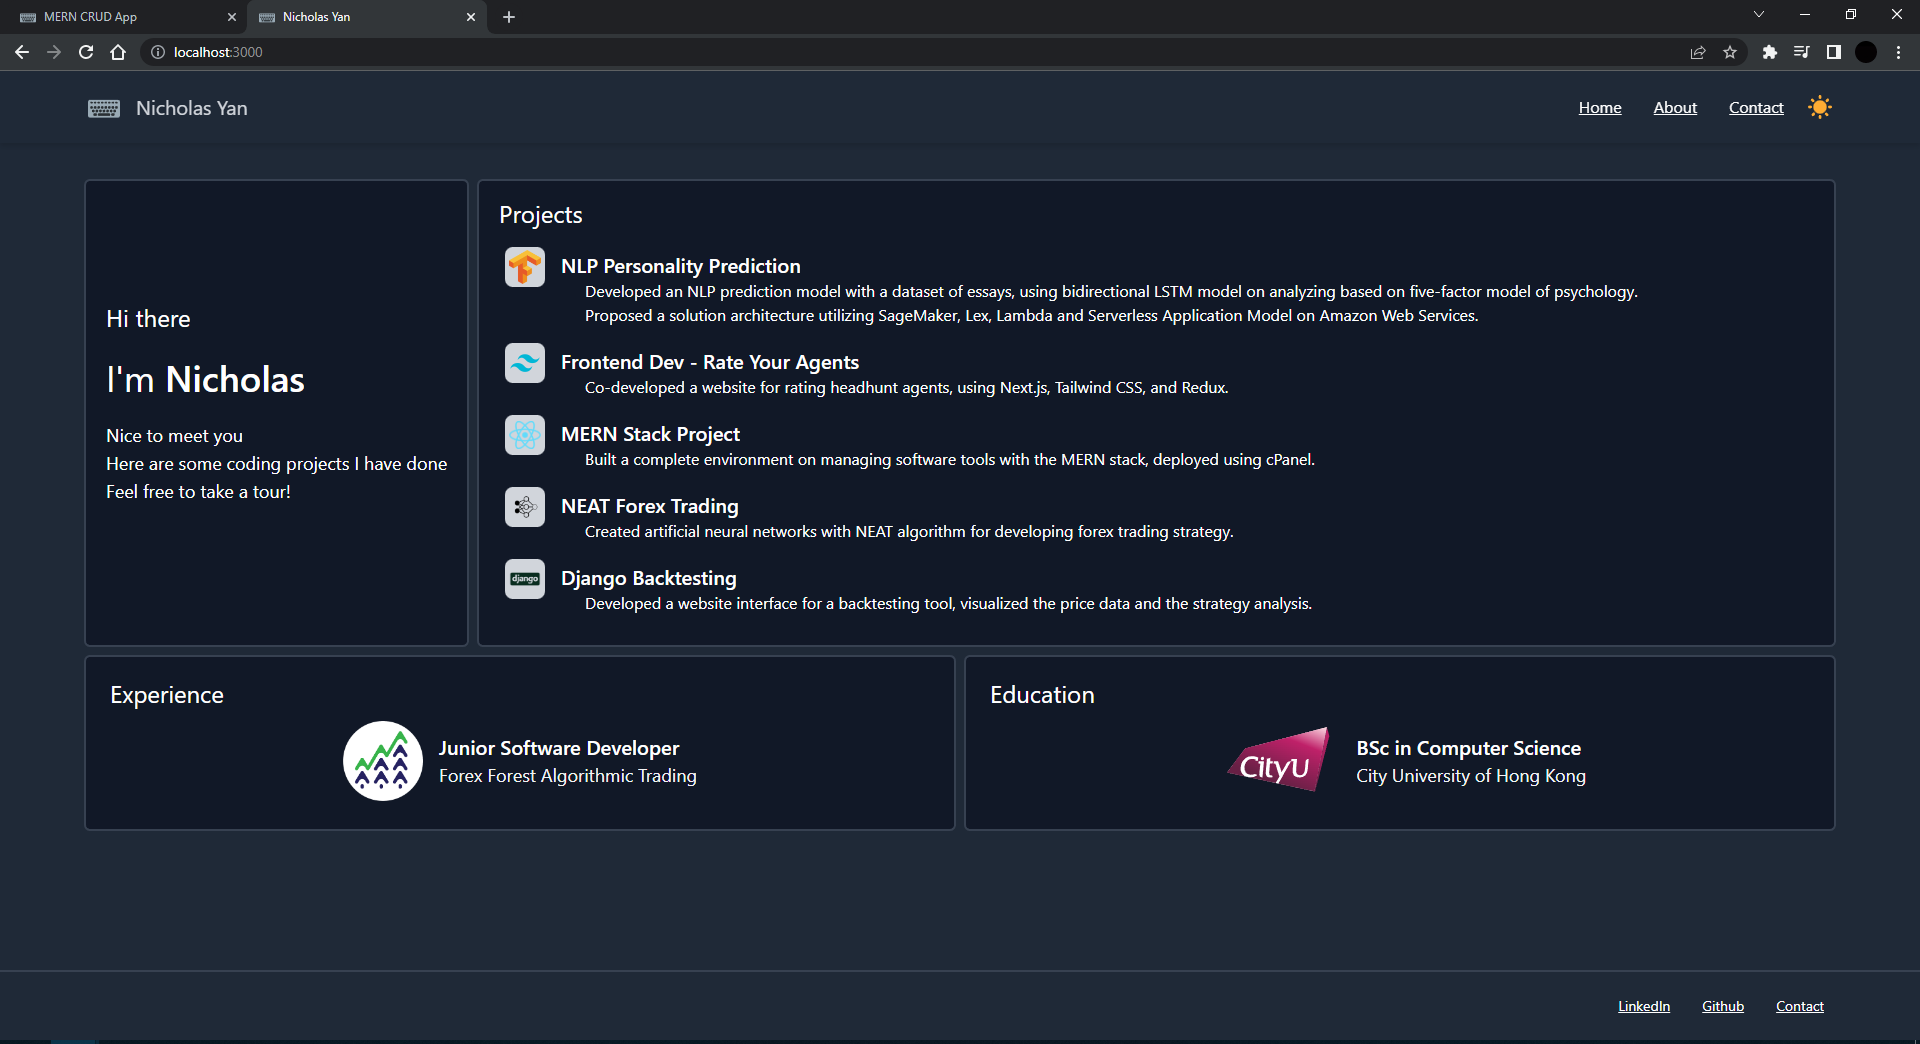 MERN CRUD App
Nicholas Yan
localhost:3000
Nicholas Yan
Home
About
Contact
Hi there
I'm Nicholas
Nice to meet you
Here are some coding projects I have done
Feel free to take a tour!
Projects
NLP Personality Prediction
Developed an NLP prediction model with a dataset of essays, using bidirectional LSTM model on analyzing based on five-factor model of psychology.
Proposed a solution architecture utilizing SageMaker, Lex, Lambda and Serverless Application Model on Amazon Web Services.
Frontend Dev - Rate Your Agents
Co-developed a website for rating headhunt agents, using Next.js, Tailwind CSS, and Redux.
MERN Stack Project
Built a complete environment on managing software tools with the MERN stack, deployed using cPanel.
NEAT Forex Trading
Created artificial neural networks with NEAT algorithm for developing forex trading strategy.
django
Django Backtesting
Developed a website interface for a backtesting tool, visualized the price data and the strategy analysis.
Experience
Junior Software Developer
Forex Forest Algorithmic Trading
Education
CityU
BSc in Computer Science
City University of Hong Kong
LinkedIn
Github
Contact